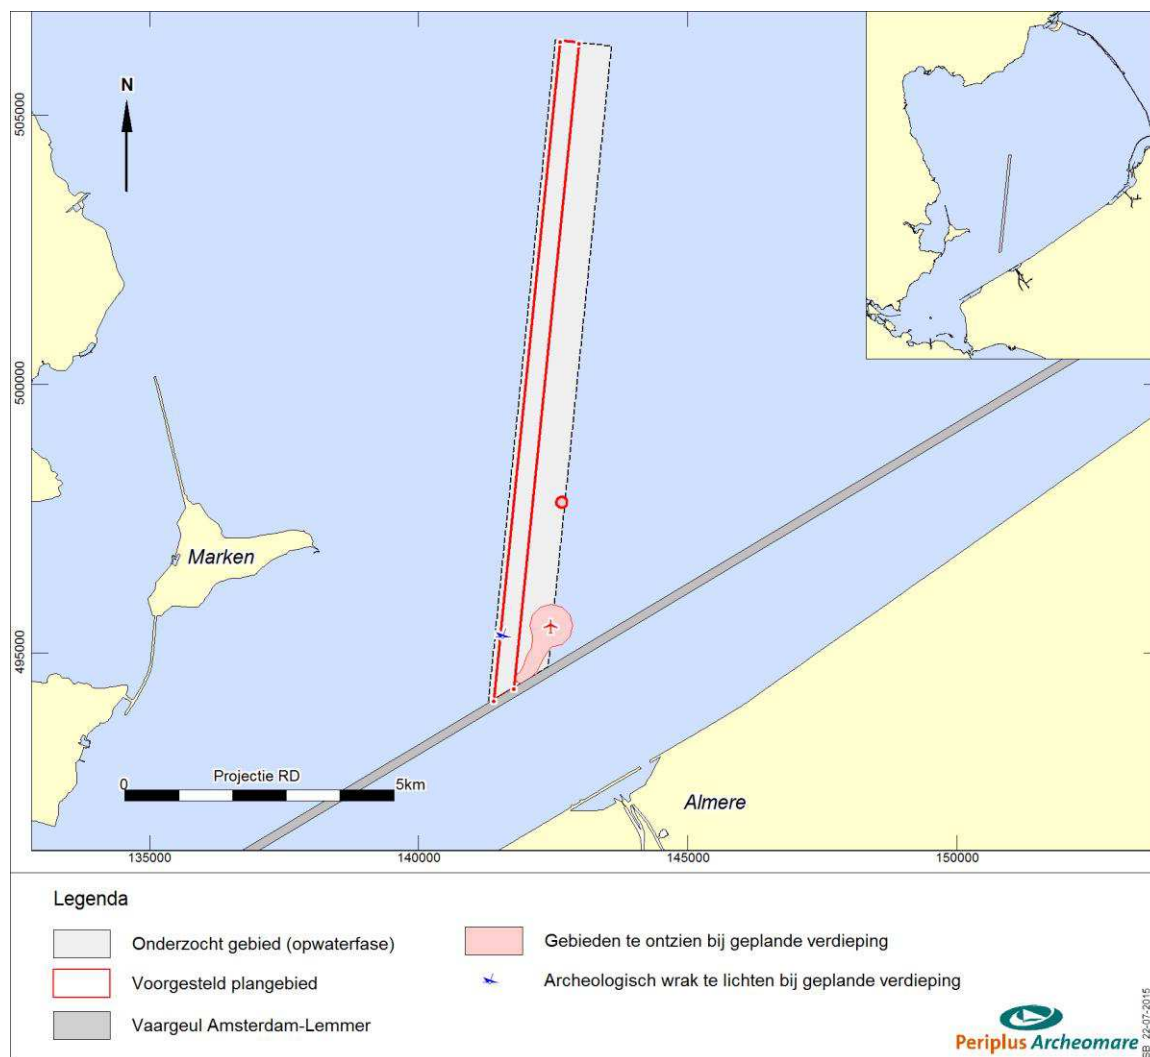 N
505000
500000
495000
Marken
Almere
0
Projectie RD
5km
135000
140000
145000
150000
Legenda
Onderzocht gebied (opwaterfase)
Voorgesteld plangebied
Vaargeul Amsterdam-Lemmer
Gebieden te ontzien bij geplande verdieping
Archeologisch wrak te lichten bij geplande verdieping
Periplus Archeomare
SB_22-07-2015